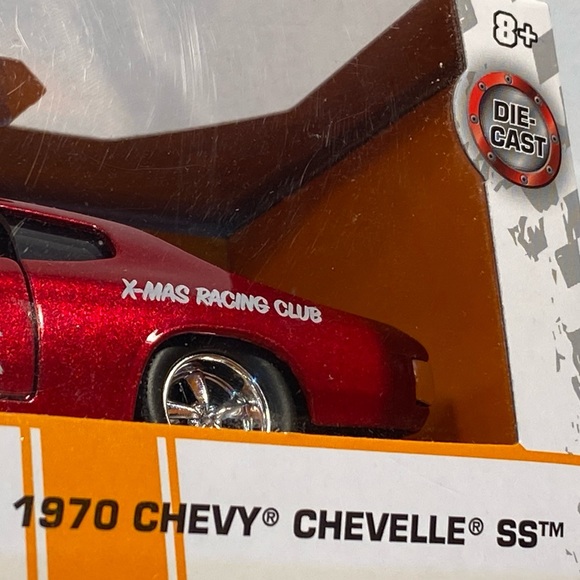 8+
DIE-
CAST
X-MAS RACING CLUB
1970 CHEVY® CHEVELLE® SS™